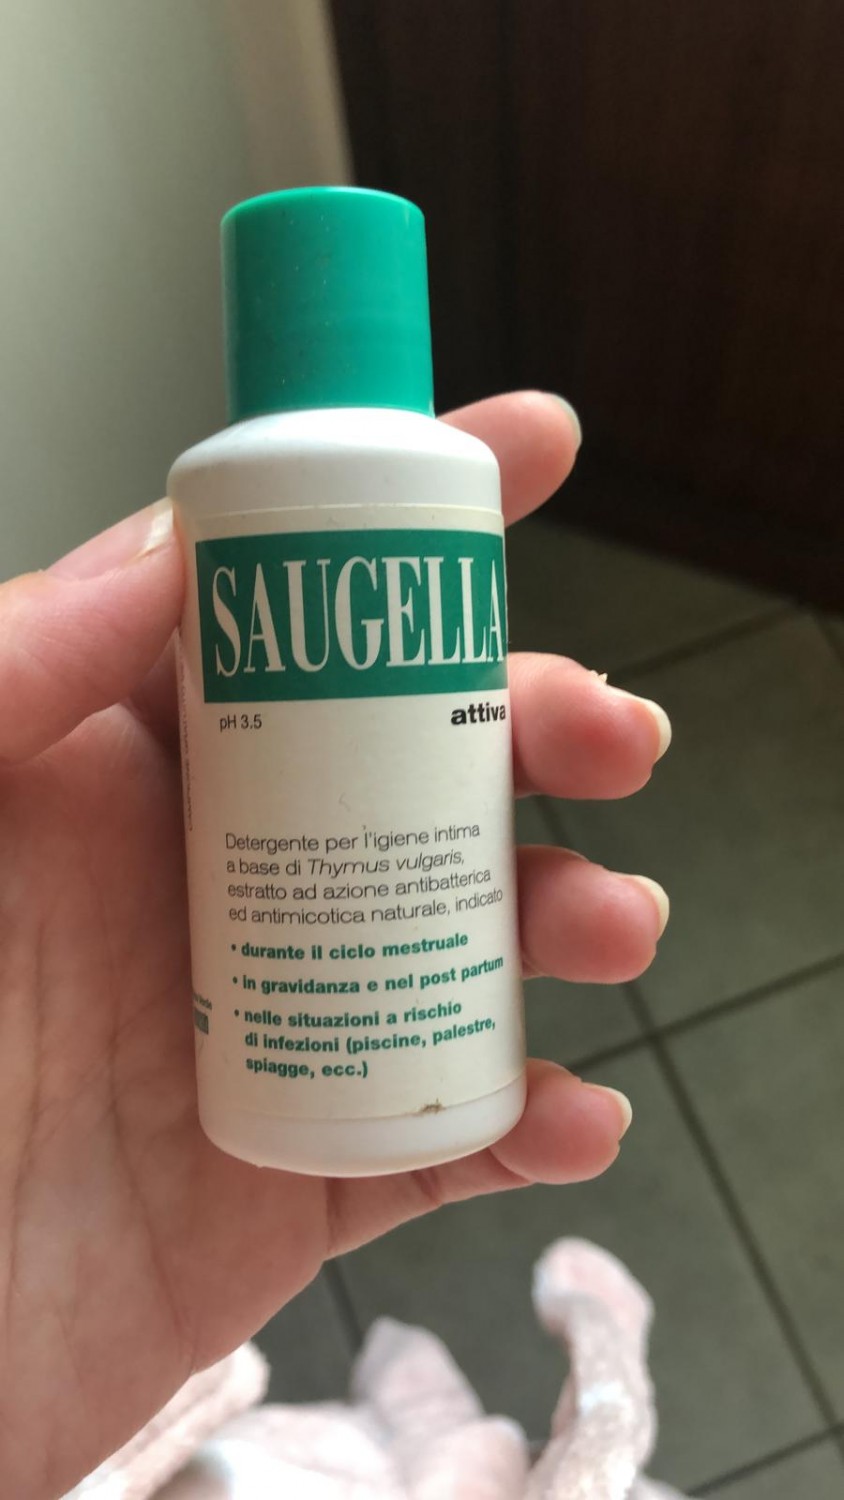 SAUGELLA
pH 3.5
attiva
Detergente per l'igiene intima
a base di Thymus vulgaris,
estratto ad azione antibatterica
ed antimicotica naturale, indicato
• durante il ciclo mestruale
• in gravidanza e nel post partum
• nelle situazioni a rischio
di infezioni (piscine, palestre,
spiagge, ecc.)